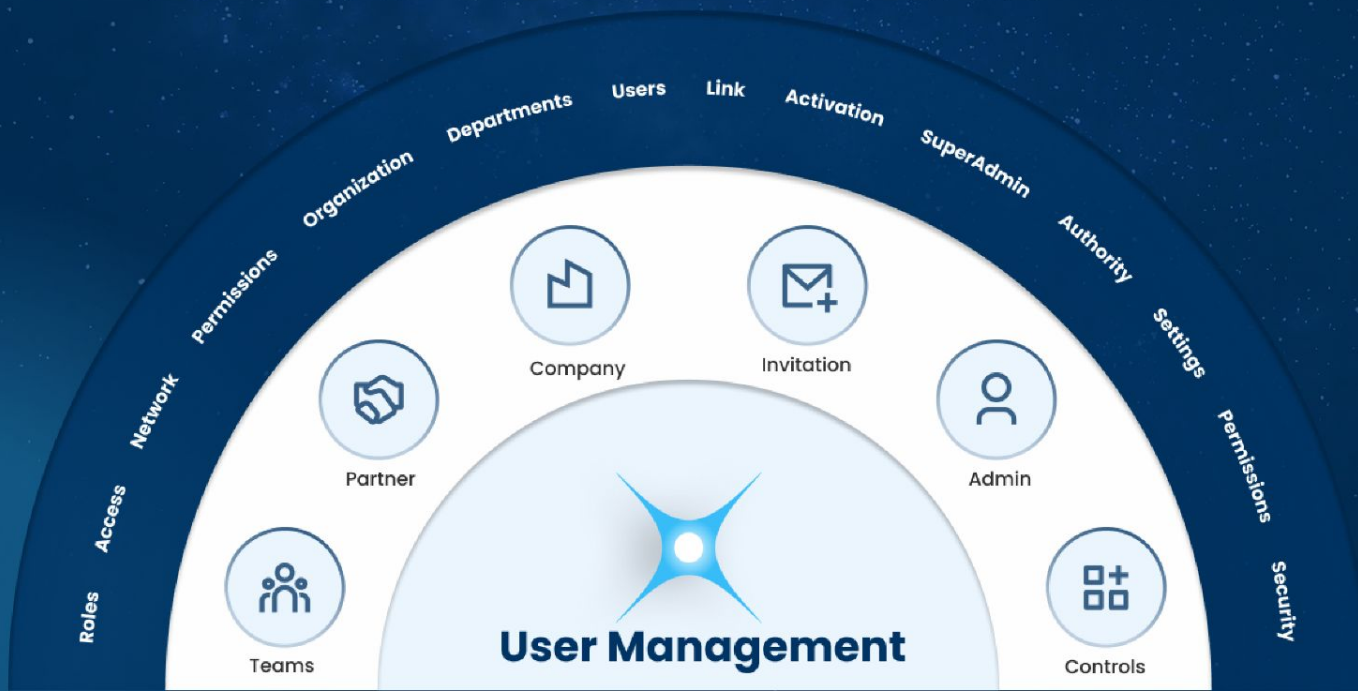 Roles
Access
Network
Permissions
Organization
Departments
Users
Link
Activation
SuperAdmin
Authority
Settings
Permissions
Security
Teams
Partner
Company
Invitation
Admin
Controls
User Management